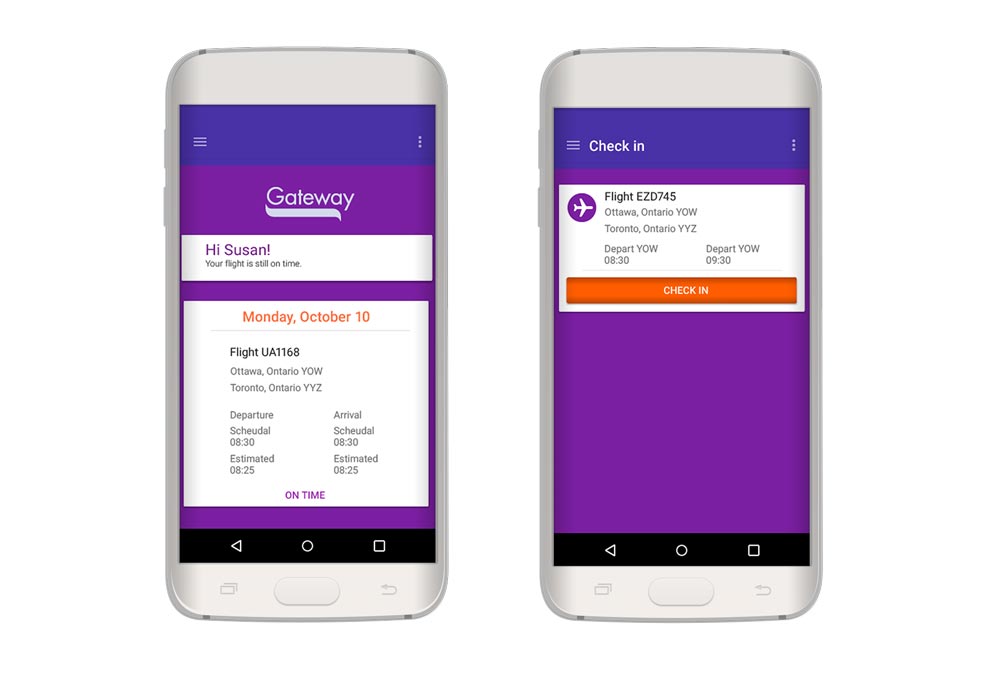 Gateway
Hi Susan!
Your flight is still on time.
Monday, October 10
Flight UA1168
Ottawa, Ontario YOW
Toronto, Ontario YYZ
Departure Arrival
Scheudal Scheudal
08:30 08:30
Estimated Estimated
08:25 08:25
ON TIME
Check in
Flight EZD745
Ottawa, Ontario YOW
Toronto, Ontario YYZ
Depart YOW Depart YOW
08:30 09:30
CHECK IN